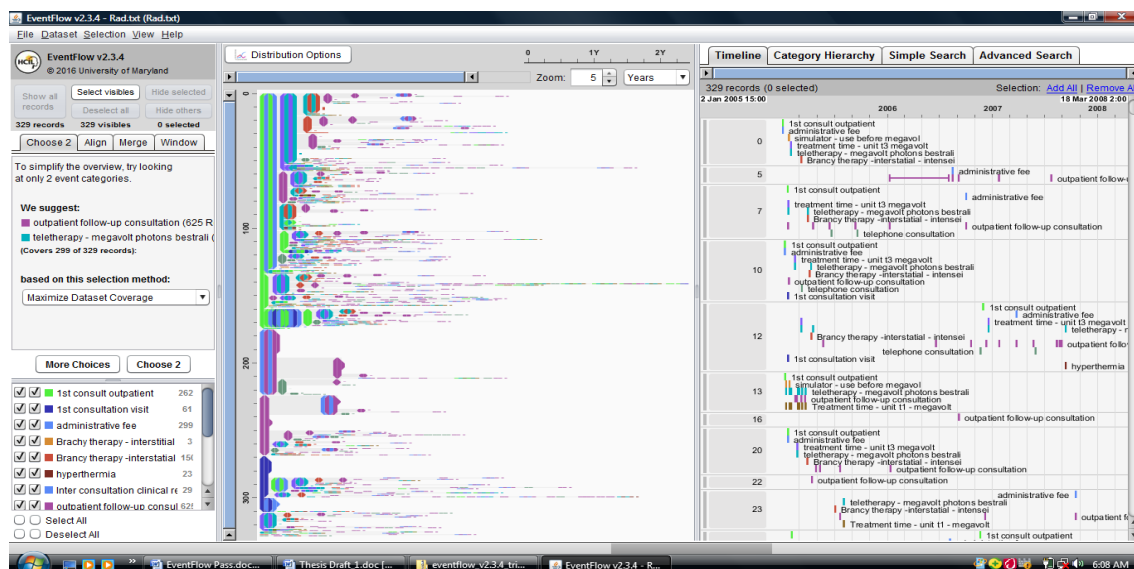 EventFlow v2.3.4 - Rad.txt (Rad.txt)
File Dataset Selection View Help
HCIL
EventFlow v2.3.4
© 2016 University of Maryland
Show all records
Select visibles
Hide selected
Deselect all
Hide others
329 records 329 visibles 0 selected
Choose 2 Align Merge Window
To simplify the overview, try looking
at only 2 event categories.
We suggest:
outpatient follow-up consultation (625 R
teletherapy - megavolt photons bestrali (
(Covers 299 of 329 records):
based on this selection method:
Maximize Dataset Coverage
More Choices Choose 2
1st consult outpatient 262
1st consultation visit 61
administrative fee 299
Brachy therapy - interstitial 3
Brancy therapy -interstatial 15
hyperthermia 23
Inter consultation clinical re 29
outpatient follow-up consul 62
Select All
Deselect All
Distribution Options
0 1Y 2Y
Zoom: 5 Years
0
100
200
300
Timeline Category Hierarchy Simple Search Advanced Search
329 records (0 selected) Selection: Add All | Remove A
2 Jan 2005 15:00 18 Mar 2008 2:00
2006 2007 2008
0
1st consult outpatient
administrative fee
simulator - use before megavol
treatment time - unit t3 megavolt
teletherapy - megavolt photons bestrali
Brancy therapy -interstatial - intensei
5
administrative fee
outpatient follow-
7
1st consult outpatient
administrative fee
treatment time - unit t3 megavolt
teletherapy - megavolt photons bestrali
Brancy therapy -interstatial - intensei
outpatient follow-up consultation
telephone consultation
10
1st consult outpatient
administrative fee
treatment time - unit t3 megavolt
teletherapy - megavolt photons bestrali
Brancy therapy -interstatial - intensei
outpatient follow-up consultation
telephone consultation
1st consultation visit
12
1st consult outpatient
administrative fee
treatment time - unit t3 megavolt
teletherapy -
Brancy therapy -interstatial - intensei
outpatient follo
telephone consultation
1st consultation visit
hyperthermia
13
1st consult outpatient
simulator - use before megavol
teletherapy - megavolt photons bestrali
outpatient follow-up consultation
Treatment time - unit t1 - megavolt
16
outpatient follow-up consultation
20
1st consult outpatient
administrative fee
treatment time - unit t3 megavolt
teletherapy - megavolt photons bestrali
Brancy therapy -interstatial - intensei
outpatient follow-up consultation
22
outpatient follow-up consultation
23
administrative fee
teletherapy - megavolt photons bestrali
Brancy therapy -interstatial - intensei
outpatient f
Treatment time - unit t1 - megavolt
1st consult outpatient
EventFlow Pass.doc... Thesis Draft_1.doc [... eventflow_v2.3.4_tri... EventFlow v2.3.4 - R... 6:08 AM